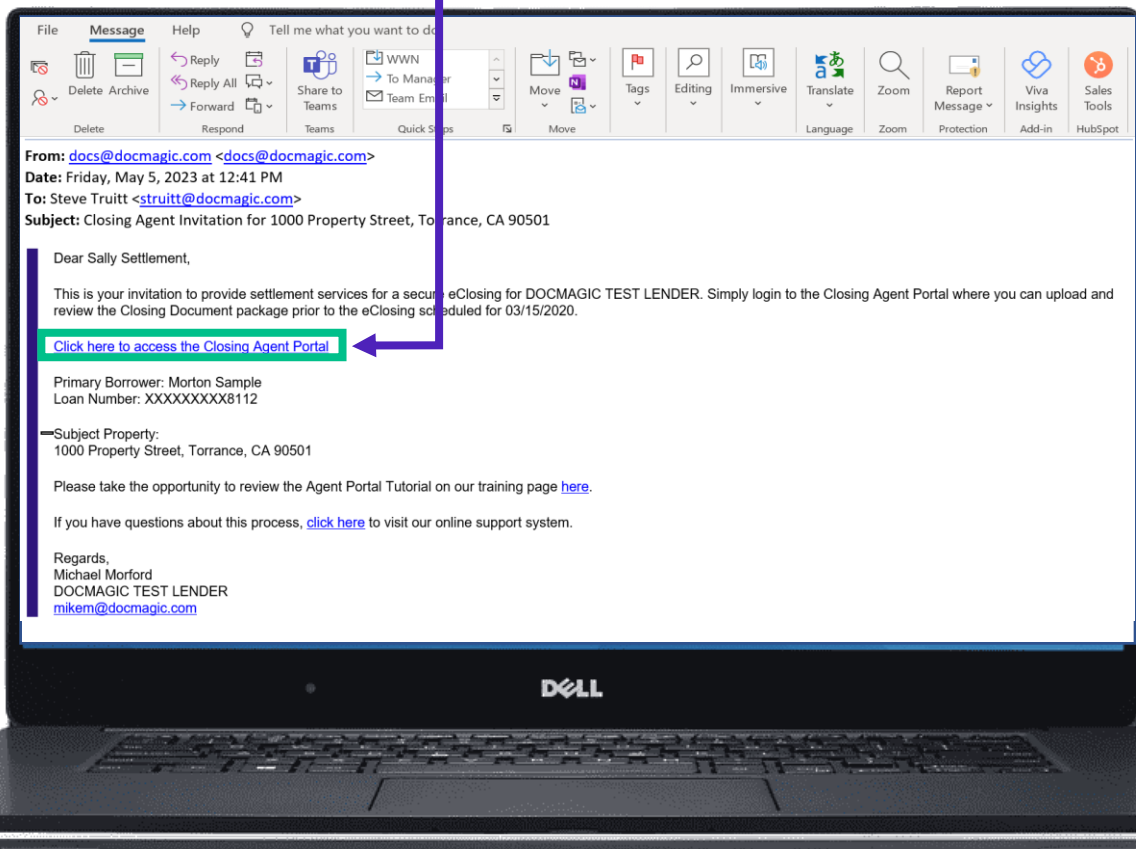 File Message Help Tell me what you want to do
Delete Archive
Reply
Reply All
Forward
Share to
Teams
WWN
To Manager
Team Email
Move
Tags
Editing
Immersive
Translate
Zoom
Report
Message
Viva
Insights
Sales
Tools
Delete Respond Teams Quick Steps Move Language Zoom Protection Add-in HubSpot
From: docs@docmagic.com <docs@docmagic.com>
Date: Friday, May 5, 2023 at 12:41 PM
To: Steve Truitt <struitt@docmagic.com>
Subject: Closing Agent Invitation for 1000 Property Street, Torrance, CA 90501
Dear Sally Settlement,
This is your invitation to provide settlement services for a secure eClosing for DOCMAGIC TEST LENDER. Simply login to the Closing Agent Portal where you can upload and
review the Closing Document package prior to the eClosing scheduled for 03/15/2020.
Click here to access the Closing Agent Portal
Primary Borrower: Morton Sample
Loan Number: XXXXXXXXX8112
Subject Property:
1000 Property Street, Torrance, CA 90501
Please take the opportunity to review the Agent Portal Tutorial on our training page here.
If you have questions about this process, click here to visit our online support system.
Regards,
Michael Morford
DOCMAGIC TEST LENDER
mikem@docmagic.com
DELL